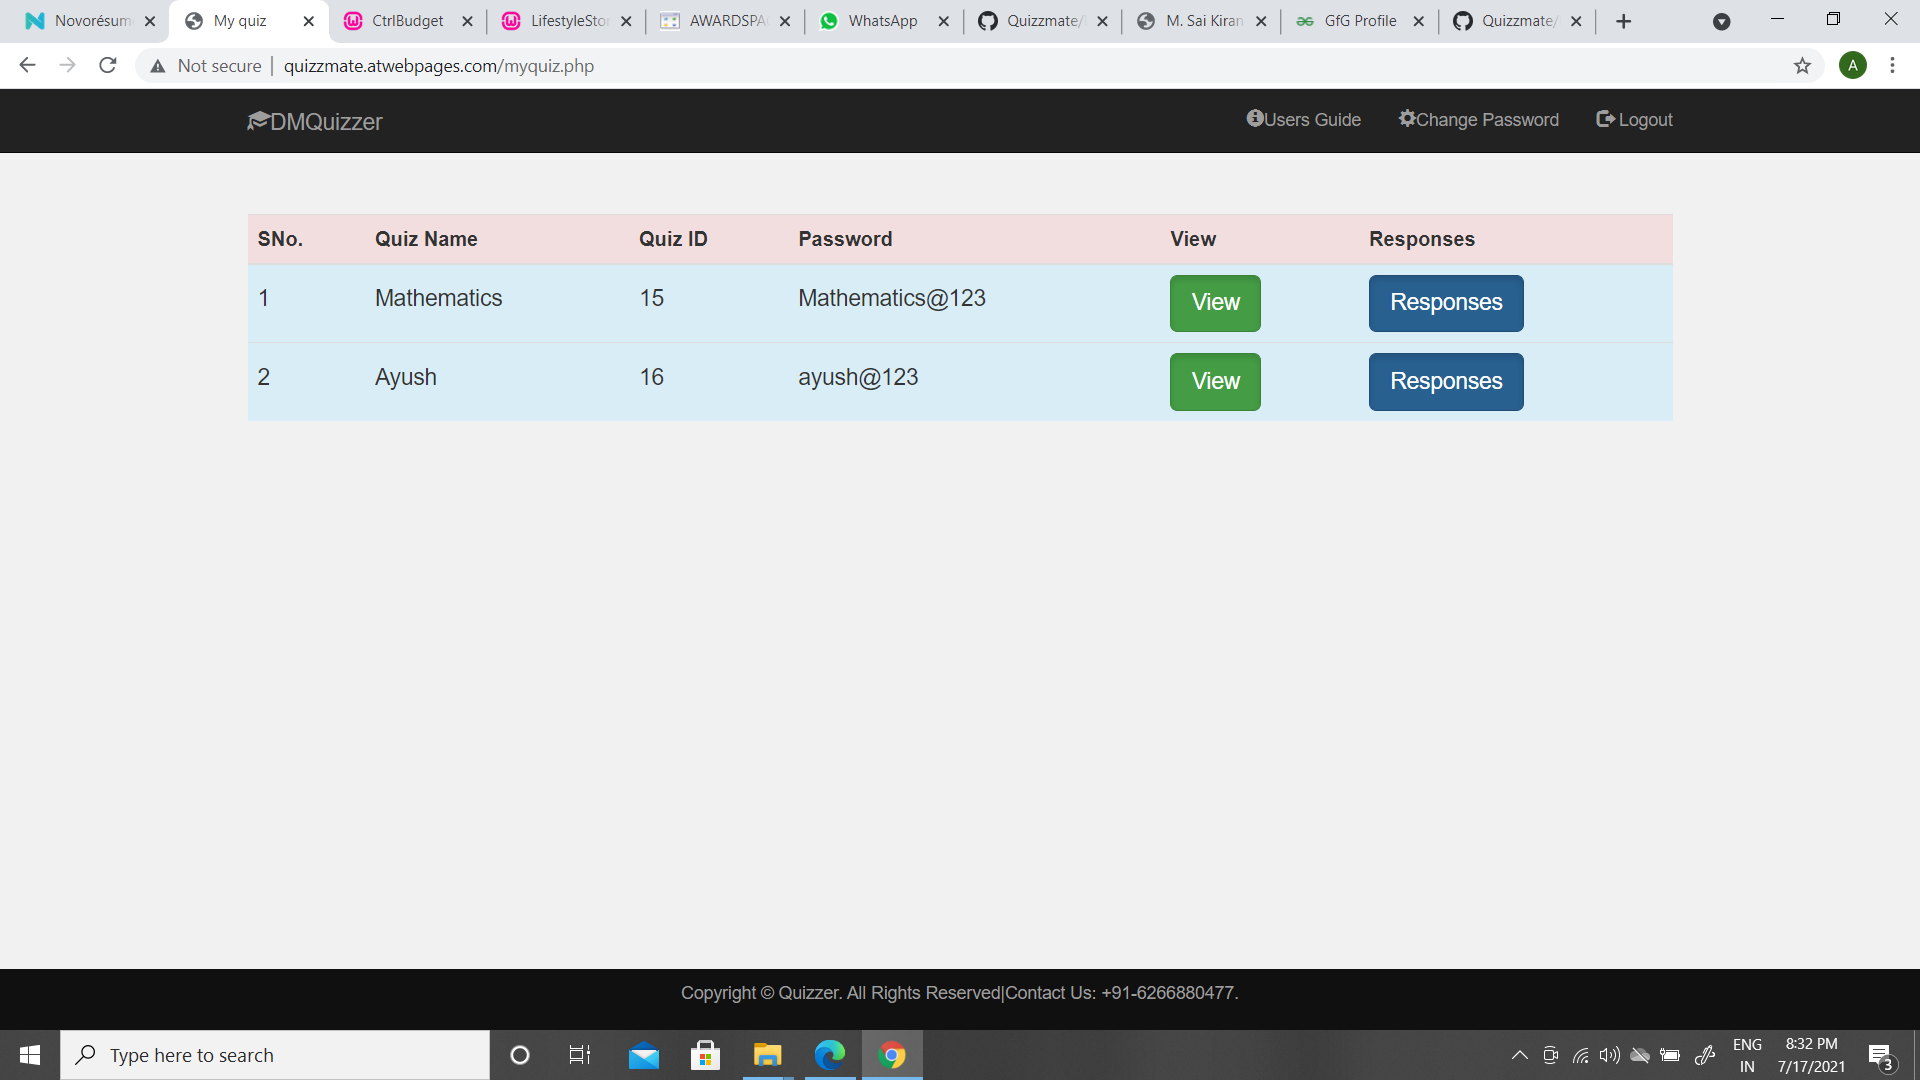 Novorésum
My quiz
CtrlBudget
LifestyleSto
AWARDSPA
WhatsApp
Quizzmate/
M. Sai Kiran
GfG Profile
Quizzmate/
Not secure
quizzmate.atwebpages.com/myquiz.php
A
DMQuizzer
Users Guide
Change Password
Logout
SNo. Quiz Name Quiz ID Password View Responses
1 Mathematics 15 Mathematics@123 View Responses
2 Ayush 16 ayush@123 View Responses
Copyright © Quizzer. All Rights Reserved|Contact Us: +91-6266880477.
Type here to search
ENG
IN
8:32 PM
7/17/2021
3